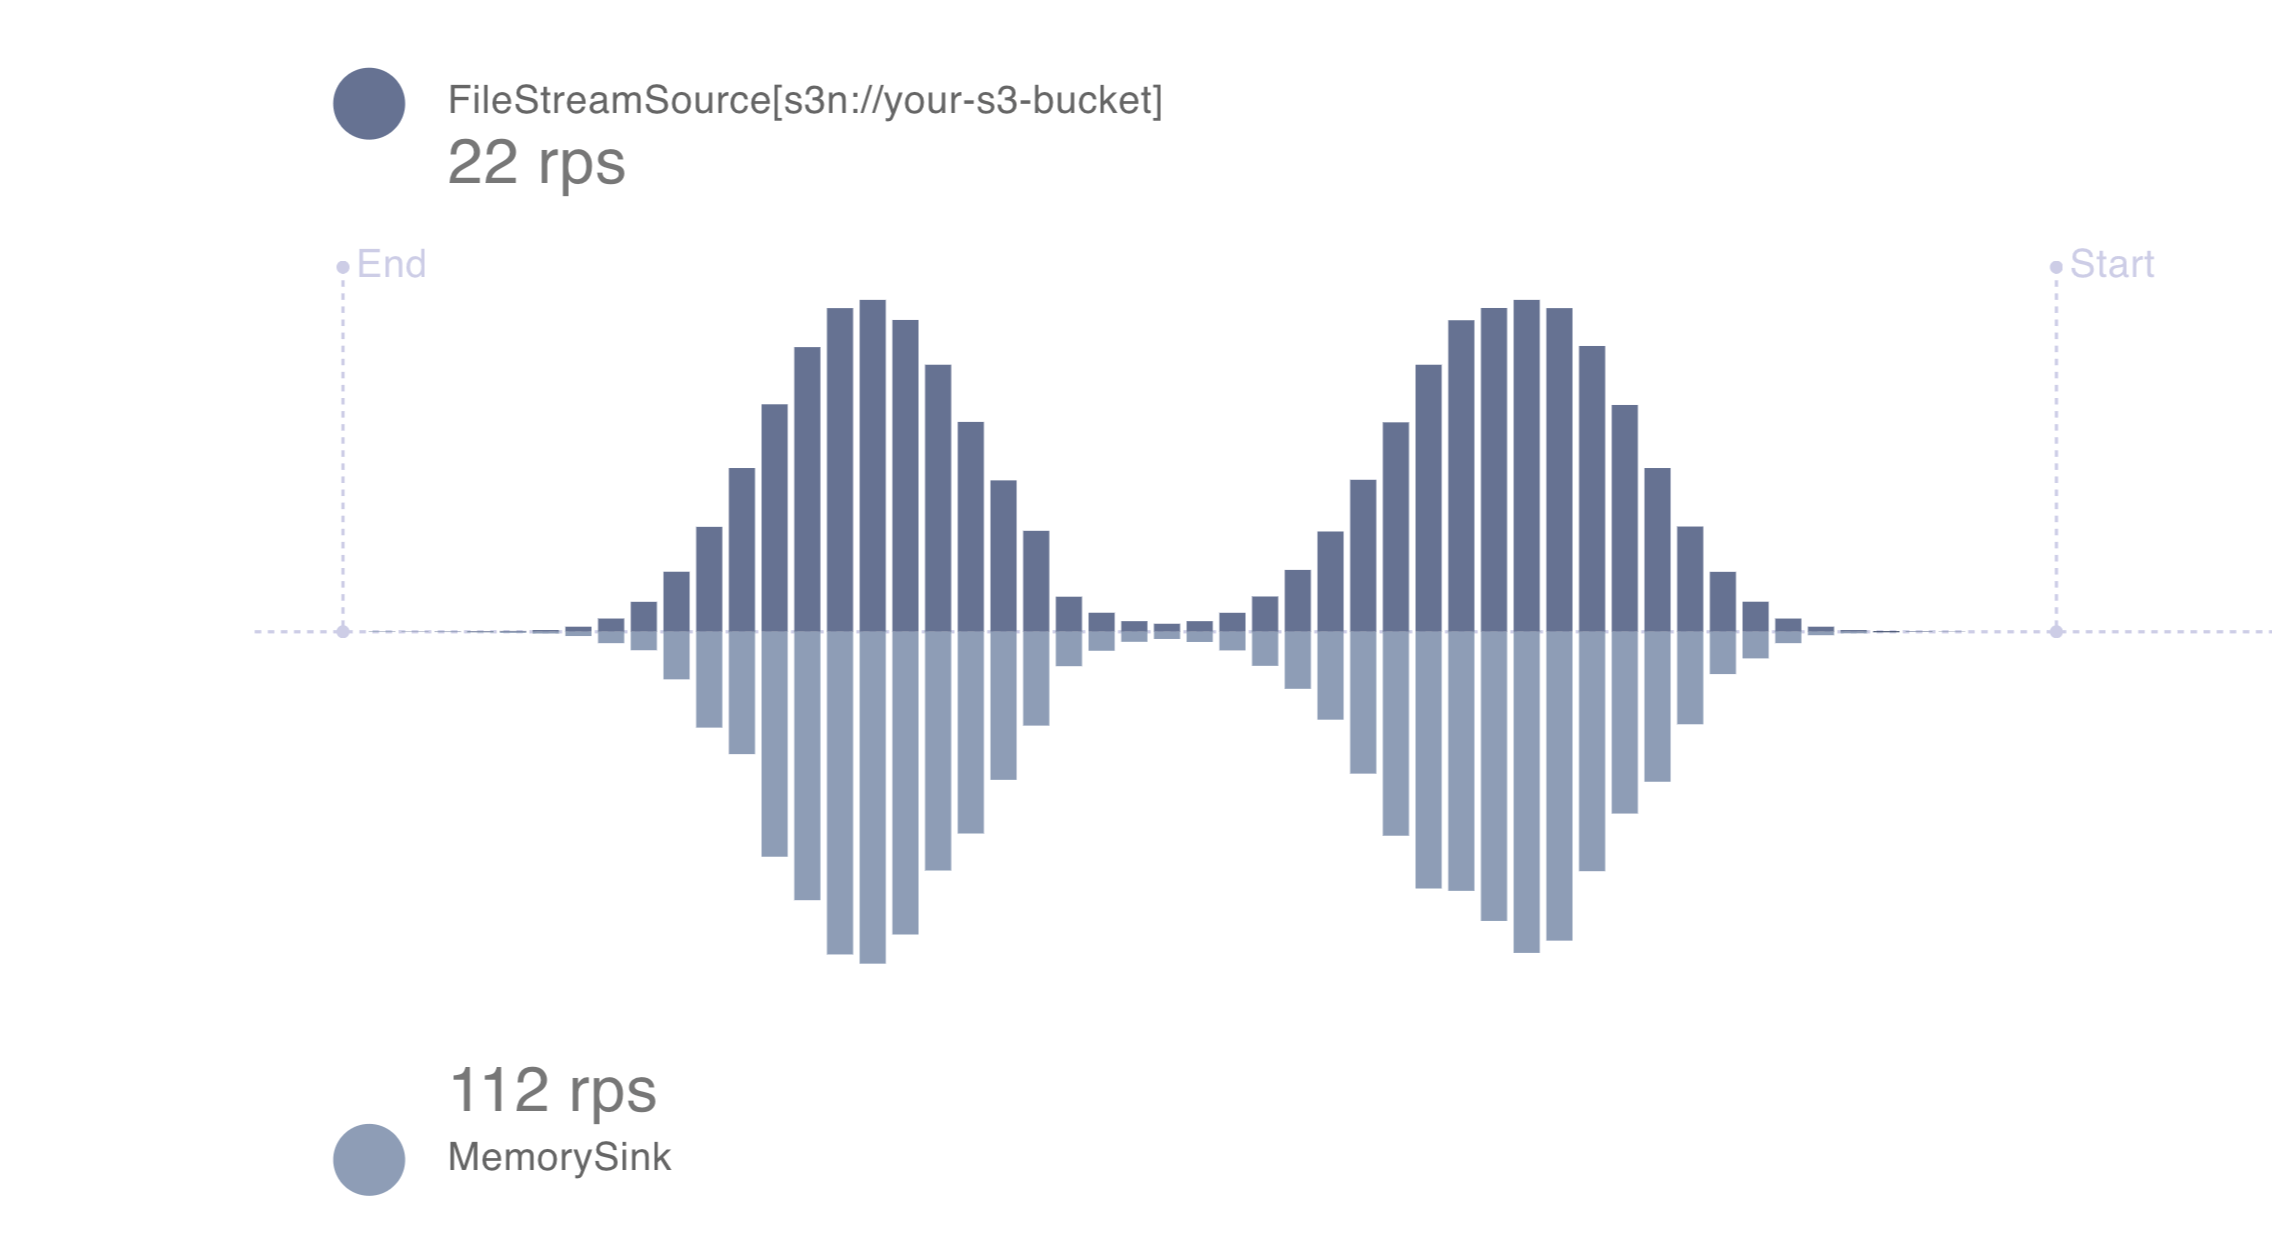 FileStreamSource[s3n://your-s3-bucket]
22 rps
End
Start
112 rps
MemorySink